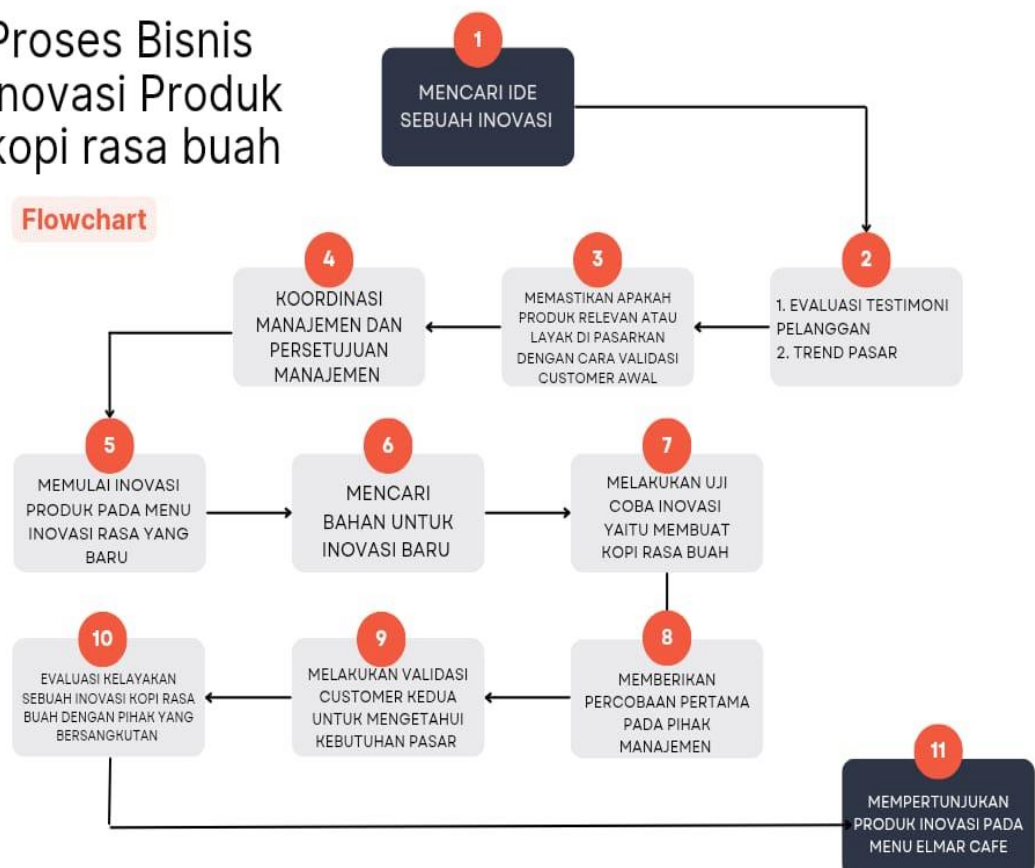 Proses Bisnis
Inovasi Produk
kopi rasa buah
Flowchart
1
MENCARI IDE
SEBUAH INOVASI
2
1. EVALUASI TESTIMONI
PELANGGAN
2. TREND PASAR
3
MEMASTIKAN APAKAH
PRODUK RELEVAN ATAU
LAYAK DI PASARKAN
DENGAN CARA VALIDASI
CUSTOMER AWAL
4
KOORDINASI
MANAJEMEN DAN
PERSETUJUAN
MANAJEMEN
5
MEMULAI INOVASI
PRODUK PADA MENU
INOVASI RASA YANG
BARU
6
MENCARI
BAHAN UNTUK
INOVASI BARU
7
MELAKUKAN UJI
COBA INOVASI
YAITU MEMBUAT
KOPI RASA BUAH
8
MEMBERIKAN
PERCOBAAN PERTAMA
PADA PIHAK
MANAJEMEN
9
MELAKUKAN VALIDASI
CUSTOMER KEDUA
UNTUK MENGETAHUI
KEBUTUHAN PASAR
10
EVALUASI KELAYAKAN
SEBUAH INOVASI KOPI RASA
BUAH DENGAN PIHAK YANG
BERSANGKUTAN
11
MEMPERTUNJUKAN
PRODUK INOVASI PADA
MENU ELMAR CAFE